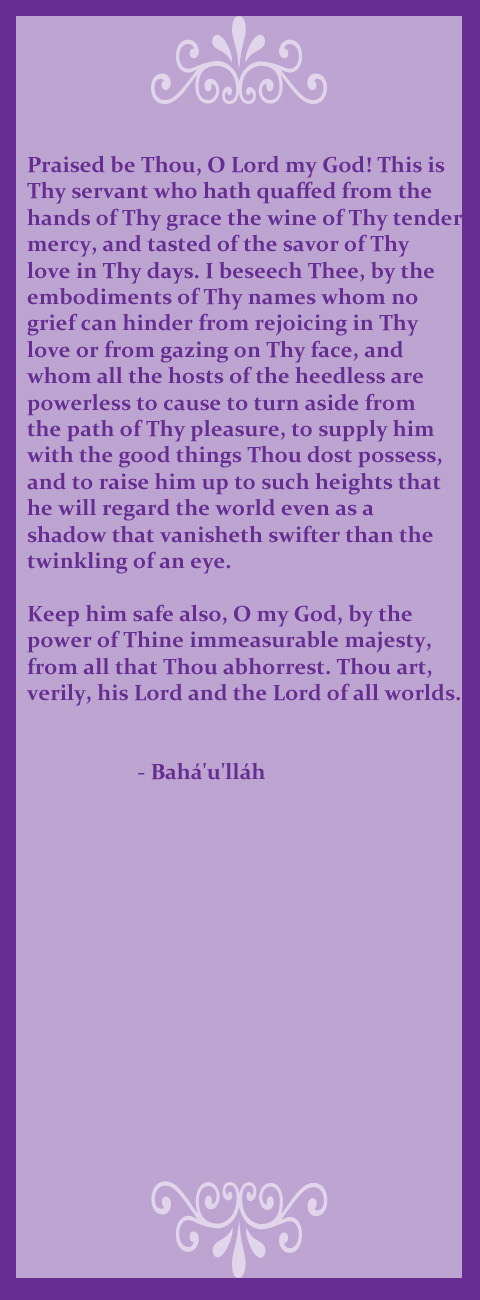 Praised be Thou, O Lord my God! This is
Thy servant who hath quaffed from the
hands of Thy grace the wine of Thy tender
mercy, and tasted of the savor of Thy
love in Thy days. I beseech Thee, by the
embodiments of Thy names whom no
grief can hinder from rejoicing in Thy
love or from gazing on Thy face, and
whom all the hosts of the heedless are
powerless to cause to turn aside from
the path of Thy pleasure, to supply him
with the good things Thou dost possess,
and to raise him up to such heights that
he will regard the world even as a
shadow that vanisheth swifter than the
twinkling of an eye.

Keep him safe also, O my God, by the
power of Thine immeasurable majesty,
from all that Thou abhorrest. Thou art,
verily, his Lord and the Lord of all worlds.

- Bahá'u'lláh